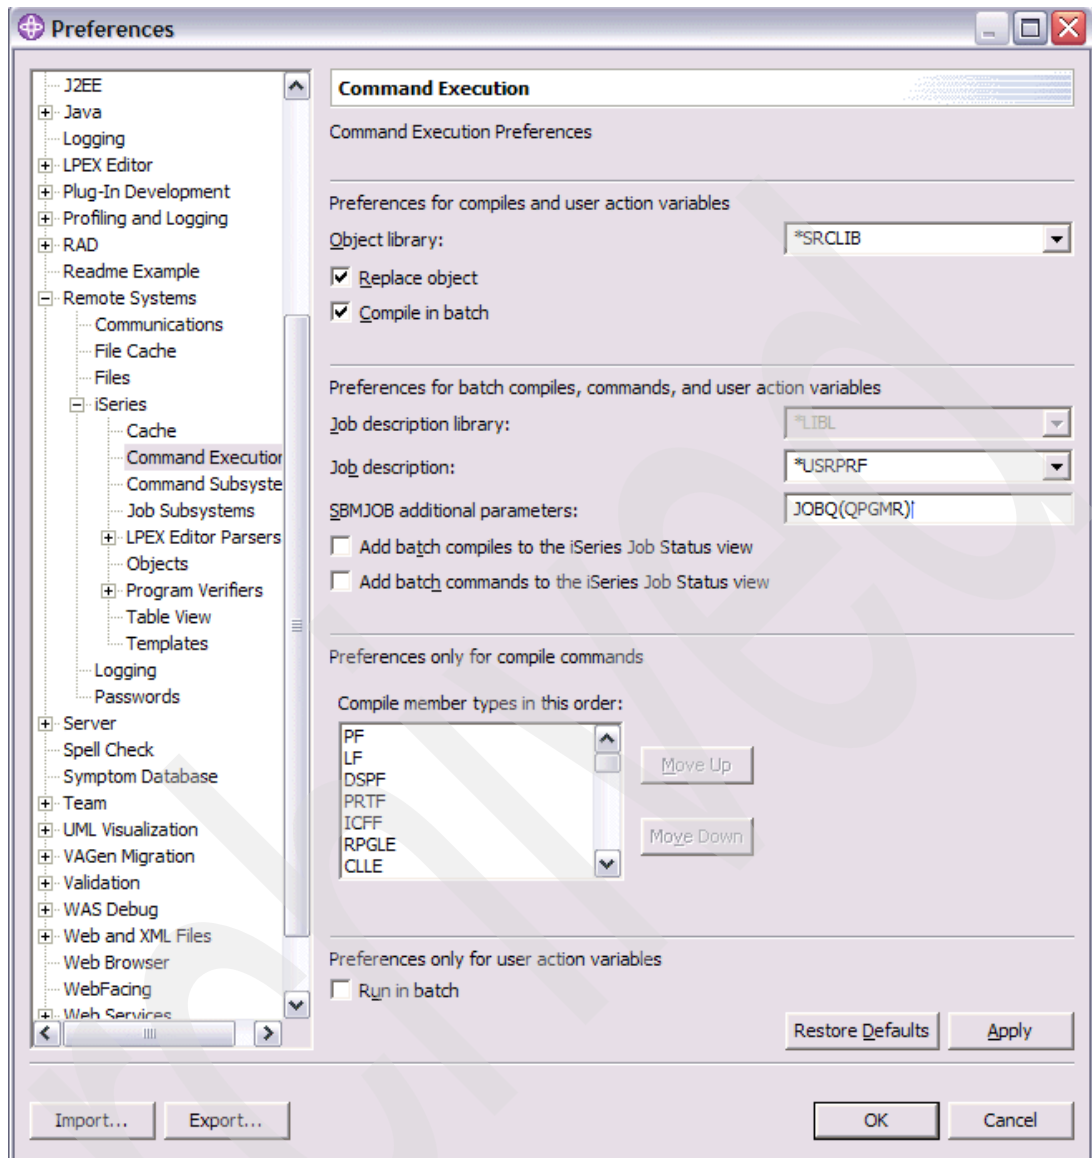 Preferences
J2EE
Java
Logging
LPEX Editor
Plug-In Development
Profiling and Logging
RAD
Readme Example
Remote Systems
Communications
File Cache
Files
iSeries
Cache
Command Execution
Command Subsyste
Job Subsystems
LPEX Editor Parsers
Objects
Program Verifiers
Table View
Templates
Logging
Passwords
Server
Spell Check
Symptom Database
Team
UML Visualization
VAGen Migration
Validation
WAS Debug
Web and XML Files
Web Browser
WebFacing
Web Services
Command Execution
Command Execution Preferences
Preferences for compiles and user action variables
Object library: *SRCLIB
Replace object
Compile in batch
Preferences for batch compiles, commands, and user action variables
Job description library: *LIBL
Job description: *USRPRF
SBMJOB additional parameters: JOBQ(QPGMR)
Add batch compiles to the iSeries Job Status view
Add batch commands to the iSeries Job Status view
Preferences only for compile commands
Compile member types in this order:
PF
LF
DSPF
PRTF
ICFF
RPGLE
CLLE
Move Up
Move Down
Preferences only for user action variables
Run in batch
Restore Defaults Apply
Import... Export... OK Cancel